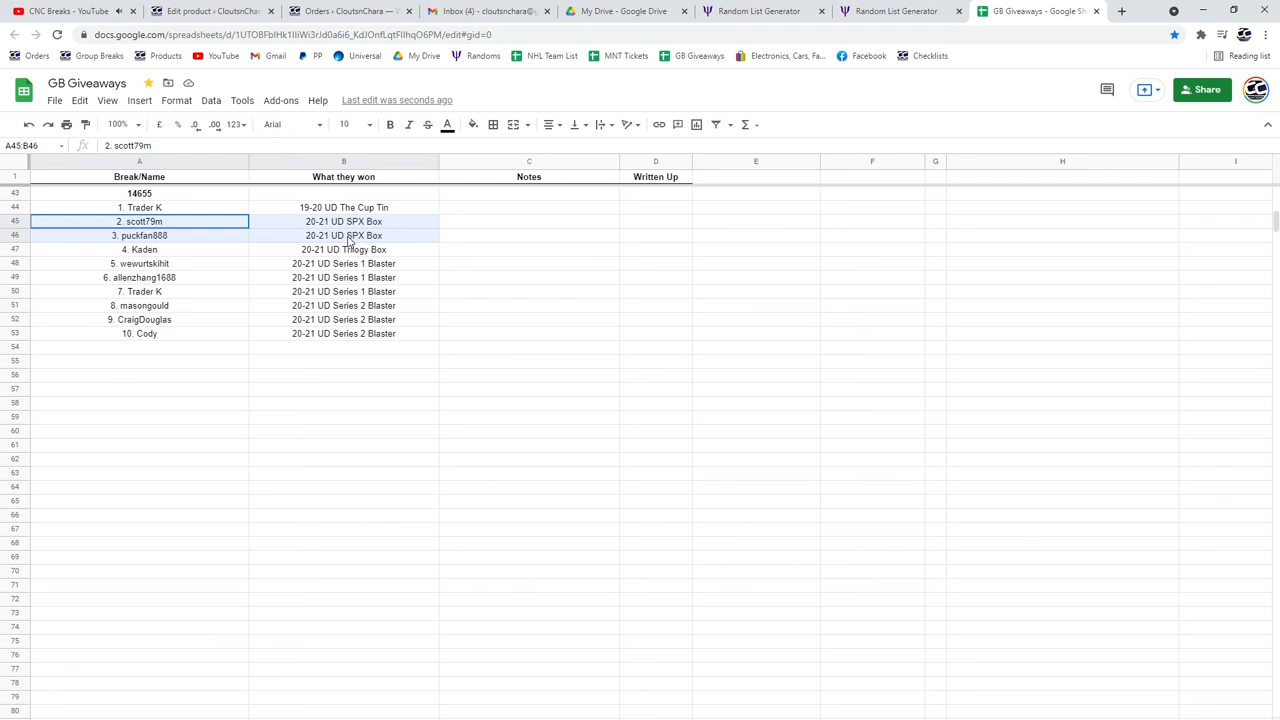 CNC Breaks - YouTube
Edit product ‹ CloutsnChara
Orders ‹ CloutsnChara — W
Inbox (4) - cloutsnchara@g
My Drive - Google Drive
Random List Generator
Random List Generator
GB Giveaways - Google She
docs.google.com/spreadsheets/d/1UTOBFbIHk1IiiWi3rJd0a6i6_KdJOnfLqtFIIhqO6PM/edit#gid=0
Orders
Group Breaks
Products
YouTube
Gmail
PP
Universal
My Drive
Randoms
NHL List
MNT Tickets
GB Giveaways
Electronics, Cars, Fa...
Facebook
Checklists
Reading list
GB Giveaways
File Edit View Insert Format Data Tools Add-ons Help Last edit was seconds ago
Share
100% £ % .0 .00 123 Arial 10 B I S A
A45:B46 fx 2. scott79m
A B C D E F G H I
1 Break/Name What they won Notes Written Up
43 14655
44 1. Trader K 19-20 UD The Cup Tin
45 2. scott79m 20-21 UD SPX Box
46 3. puckfan888 20-21 UD SPX Box
47 4. Kaden 20-21 UD Trilogy Box
48 5. wewurtskihit 20-21 UD Series 1 Blaster
49 6. allenzhang1688 20-21 UD Series 1 Blaster
50 7. Trader K 20-21 UD Series 1 Blaster
51 8. masongould 20-21 UD Series 2 Blaster
52 9. CraigDouglas 20-21 UD Series 2 Blaster
53 10. Cody 20-21 UD Series 2 Blaster
54
55
56
57
58
59
60
61
62
63
64
65
66
67
68
69
70
71
72
73
74
75
76
77
78
79
80